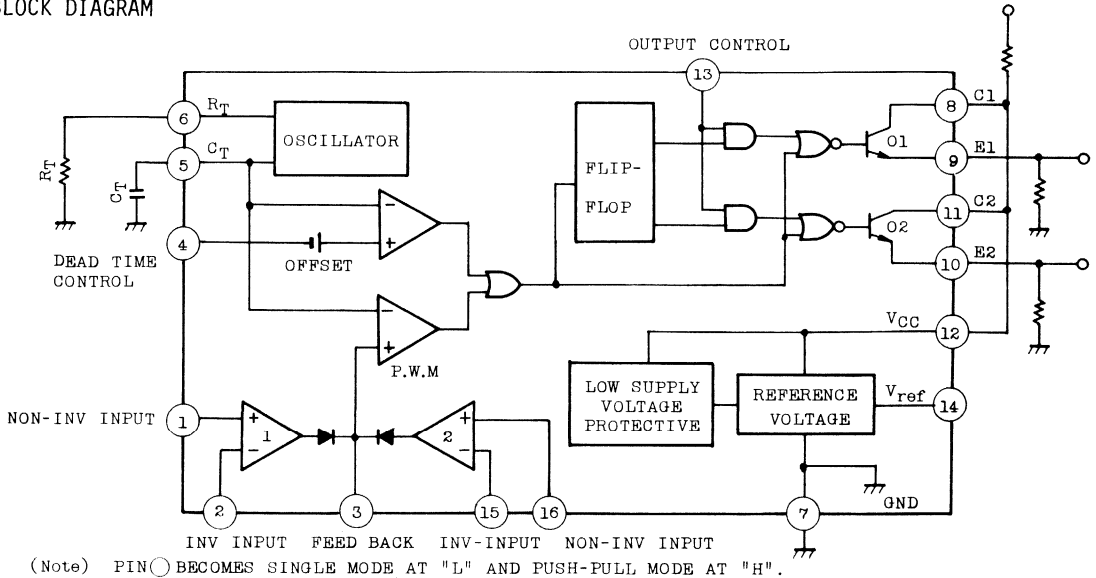 BLOCK DIAGRAM
OUTPUT CONTROL
13
6 RT
OSCILLATOR
5 CT
RT
CT
4
DEAD TIME
CONTROL
OFFSET
−
+
−
+
P.W.M
FLIP-
FLOP
O1
O2
8 C1
9 E1
11 C2
10 E2
VCC 12
Vref 14
LOW SUPPLY
VOLTAGE
PROTECTIVE
REFERENCE
VOLTAGE
NON-INV INPUT 1
+ 1 −
2 + −
2 3 15 16 7 GND
INV INPUT FEED BACK INV-INPUT NON-INV INPUT
(Note) PIN◯BECOMES SINGLE MODE AT "L" AND PUSH-PULL MODE AT "H".